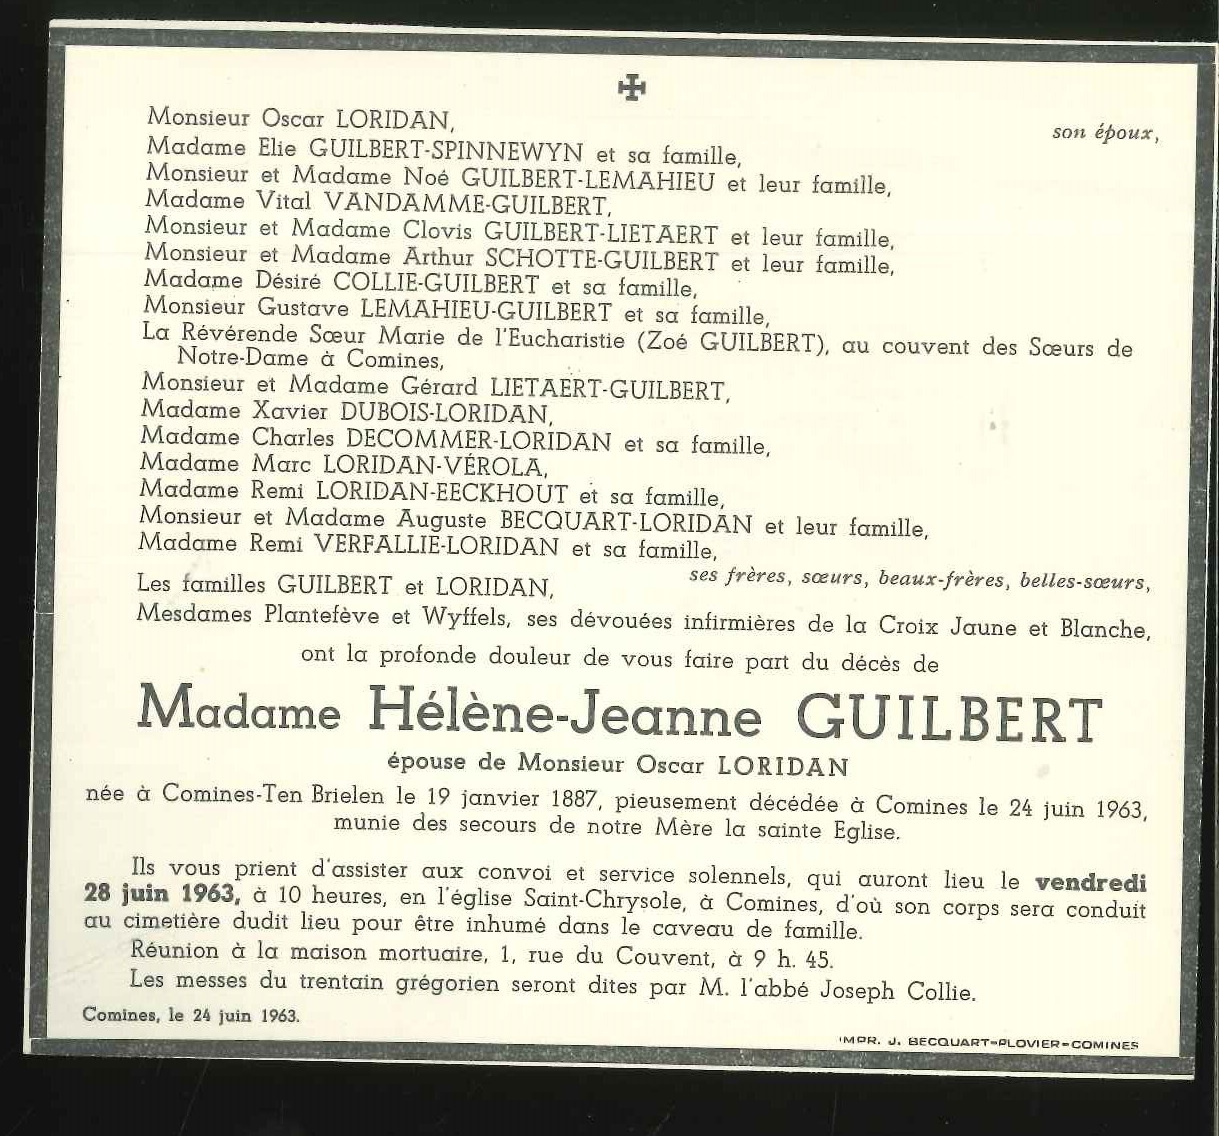 Monsieur Oscar LORIDAN,
son époux,
Madame Elie GUILBERT-SPINNEWYN et sa famille,
Monsieur et Madame Noé GUILBERT-LEMAHIEU et leur famille,
Madame Vital VANDAMME-GUILBERT,
Monsieur et Madame Clovis GUILBERT-LIETAERT et leur famille,
Monsieur et Madame Arthur SCHOTTE-GUILBERT et leur famille,
Madame Désiré COLLIE-GUILBERT et sa famille,
Monsieur Gustave LEMAHIEU-GUILBERT et sa famille,
La Révérende Sœur Marie de l'Eucharistie (Zoé GUILBERT), au couvent des Sœurs de
Notre-Dame à Comines,
Monsieur et Madame Gérard LIETAERT-GUILBERT,
Madame Xavier DUBOIS-LORIDAN,
Madame Charles DECOMMER-LORIDAN et sa famille,
Madame Marc LORIDAN-VÉROLA,
Madame Remi LORIDAN-EECKHOUT et sa famille,
Monsieur et Madame Auguste BECQUART-LORIDAN et leur famille,
Madame Remi VERFALLIE-LORIDAN et sa famille,
ses frères, sœurs, beaux-frères, belles-sœurs,
Les familles GUILBERT et LORIDAN,
Mesdames Plantefève et Wyffels, ses dévouées infirmières de la Croix Jaune et Blanche,
ont la profonde douleur de vous faire part du décès de
Madame Hélène-Jeanne GUILBERT
épouse de Monsieur Oscar LORIDAN
née à Comines-Ten Brielen le 19 janvier 1887, pieusement décédée à Comines le 24 juin 1963,
munie des secours de notre Mère la sainte Eglise.
Ils vous prient d'assister aux convoi et service solennels, qui auront lieu le vendredi
28 juin 1963, à 10 heures, en l'église Saint-Chrysole, à Comines, d'où son corps sera conduit
au cimetière dudit lieu pour être inhumé dans le caveau de famille.
Réunion à la maison mortuaire, 1, rue du Couvent, à 9 h. 45.
Les messes du trentain grégorien seront dites par M. l'abbé Joseph Collie.
Comines, le 24 juin 1963.
IMPR. J. BECQUART-PLOVIER-COMINES